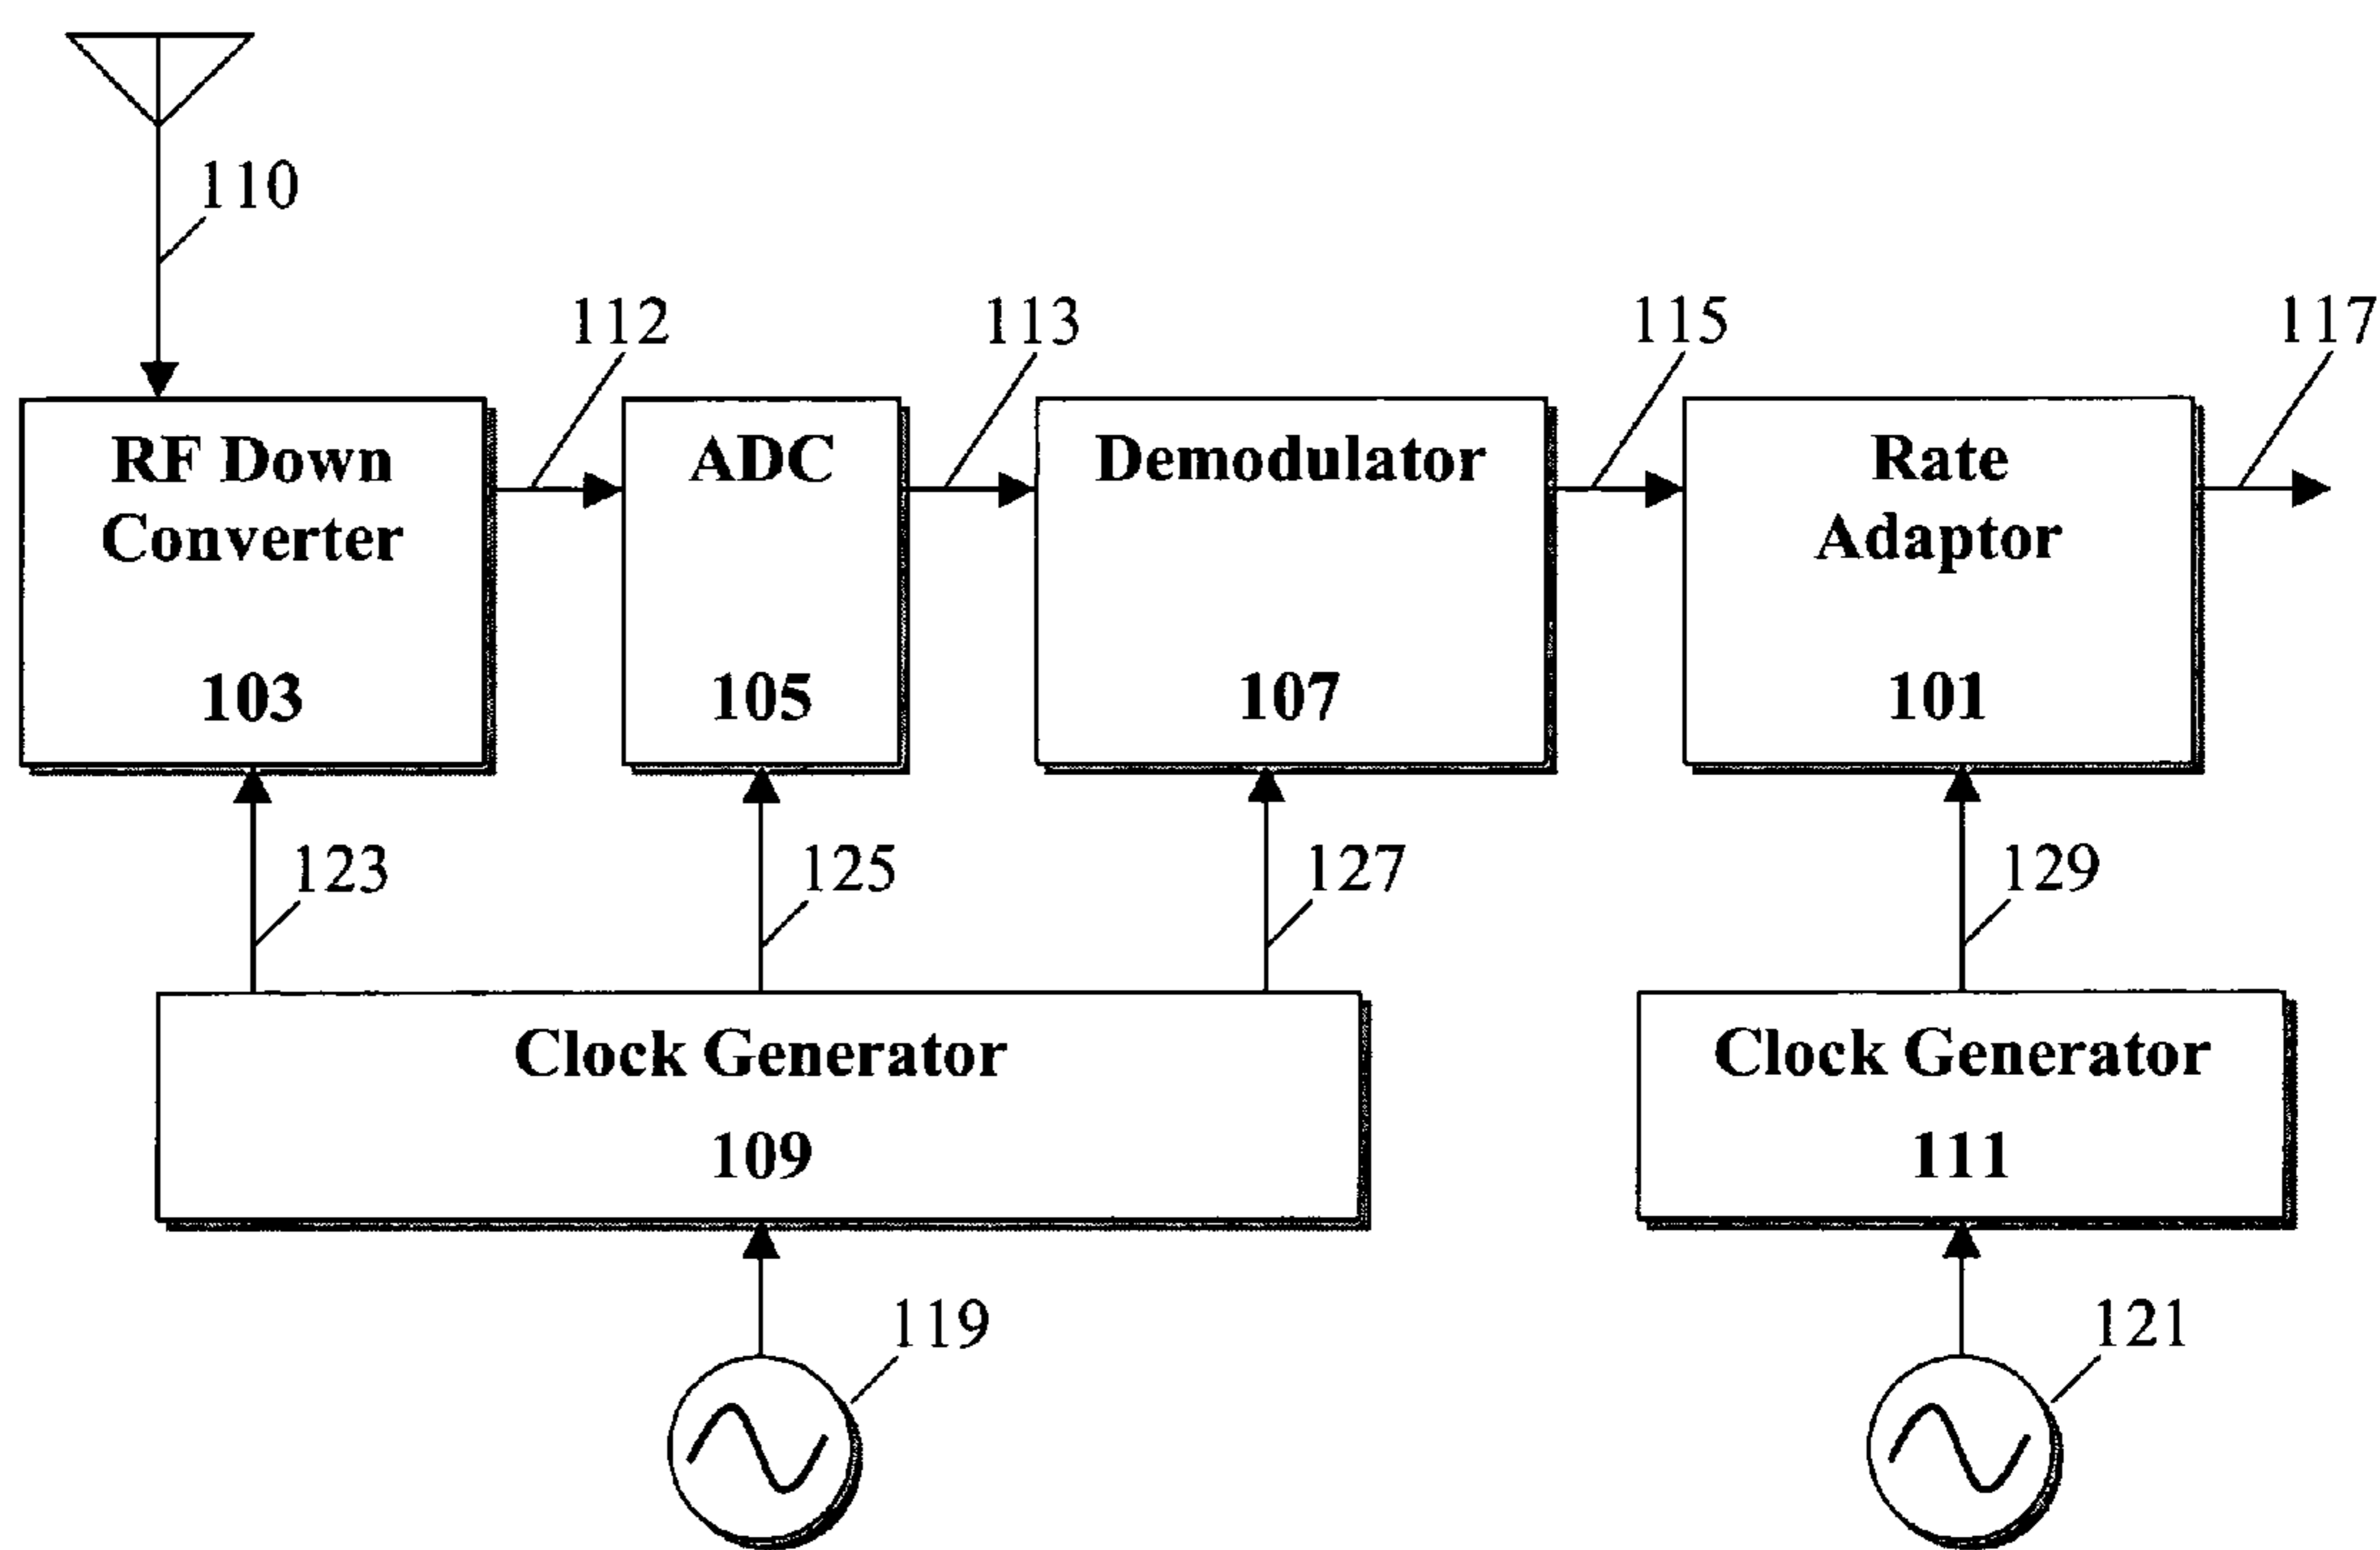 110
112
113
115
117
RF Down
Converter
103
ADC
105
Demodulator
107
Rate
Adaptor
101
123
125
127
129
Clock Generator
109
Clock Generator
111
119
121